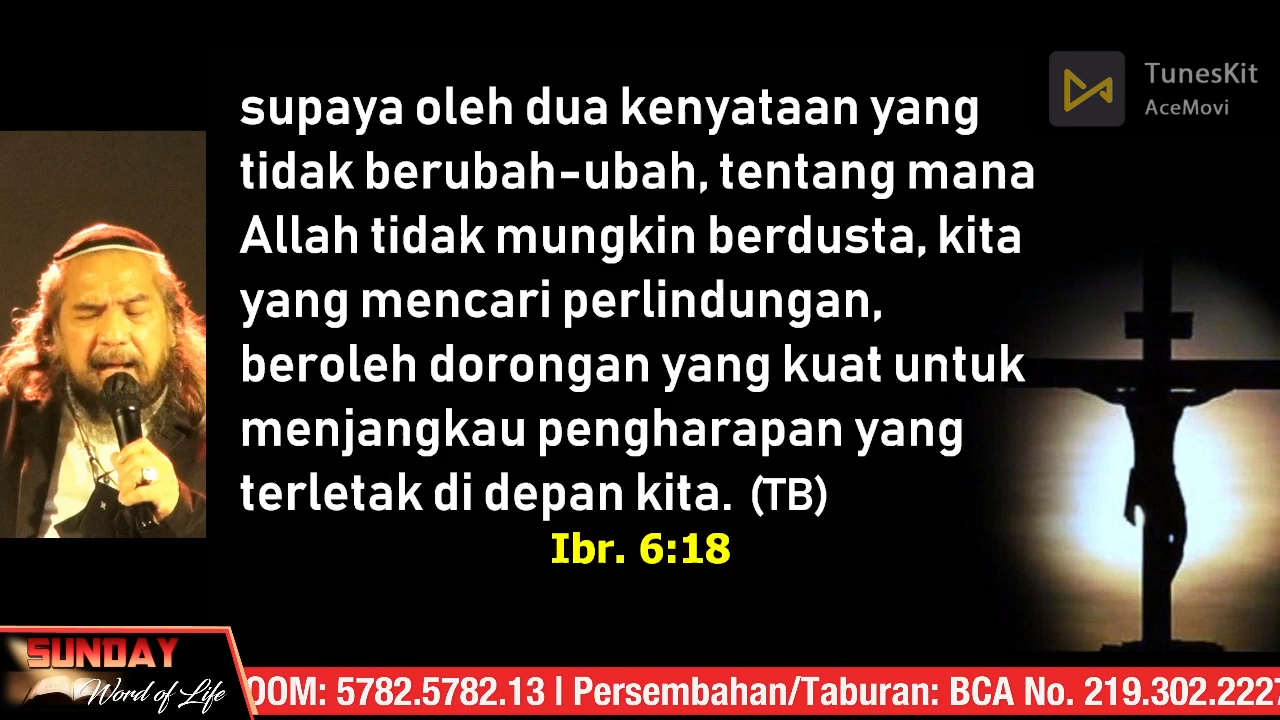 TunesKit
AceMovi
supaya oleh dua kenyataan yang
tidak berubah-ubah, tentang mana
Allah tidak mungkin berdusta, kita
yang mencari perlindungan,
beroleh dorongan yang kuat untuk
menjangkau pengharapan yang
terletak di depan kita. (TB)
Ibr. 6:18
SUNDAY
Word of Life
OOM: 5782.5782.13 | Persembahan/Taburan: BCA No. 219.302.2227